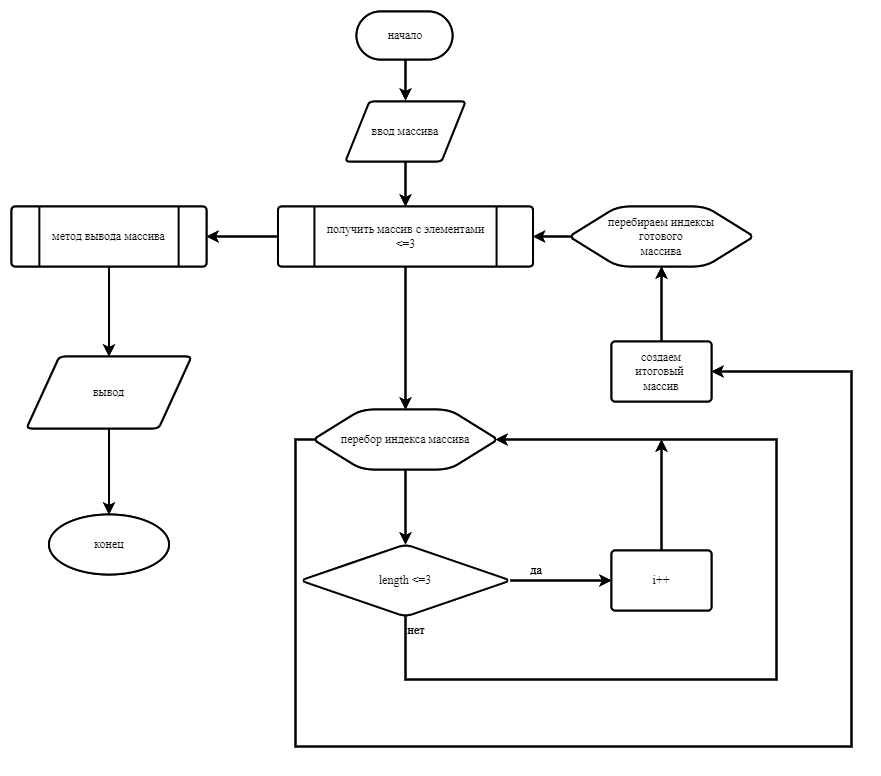 начало
ввод массива
метод вывода массива
получить массив с элементами
<=3
перебираем индексы
готового
массива
создаем
итоговый
массив
вывод
перебор индекса массива
конец
length <=3
да
i++
нет